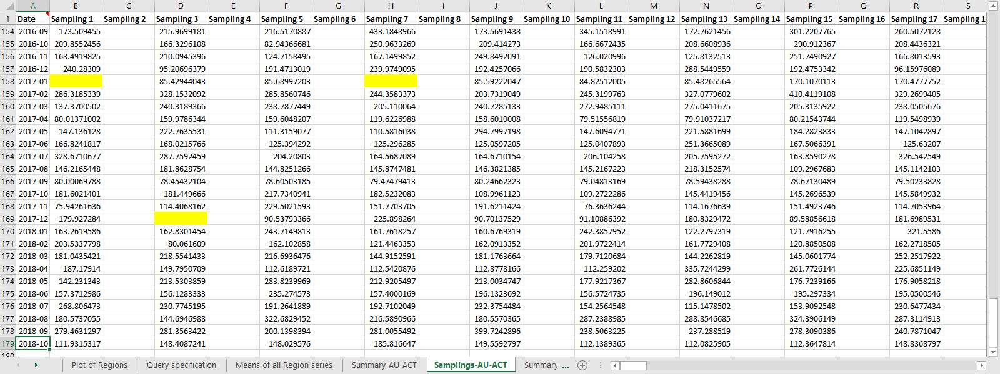 A B C D E F G H I J K L M N O P Q R S
1 Date Sampling 1 Sampling 2 Sampling 3 Sampling 4 Sampling 5 Sampling 6 Sampling 7 Sampling 8 Sampling 9 Sampling 10 Sampling 11 Sampling 12 Sampling 13 Sampling 14 Sampling 15 Sampling 16 Sampling 17 Sampling 18
154 2016-09 173.509455 215.9699181 216.5170887 433.1848966 173.5691438 345.1518991 172.7621456 301.2207765 260.5072128
155 2016-10 209.8552456 166.3296108 82.94366681 250.9633269 209.414273 166.6672435 208.6608936 290.912367 208.4436321
156 2016-11 168.4919825 210.0945396 124.7158495 167.1499852 249.8492091 126.020996 125.8132513 251.7490927 166.8013593
157 2016-12 240.28309 95.20696379 191.4713019 239.9749095 192.4257066 190.5832303 288.5449559 192.4753342 96.15976089
158 2017-01 85.42944043 85.68997203 85.59222047 84.82512005 85.48265564 170.1070113 170.4777752
159 2017-02 286.3185339 328.1532092 285.8560746 244.3583373 203.7319049 245.3199763 327.0779602 410.4119108 329.2699405
160 2017-03 137.3700502 240.3189366 238.7877449 205.110064 240.7285133 272.9485111 275.0411675 205.3135922 238.0505676
161 2017-04 80.01371002 159.9786344 159.6048207 119.6226988 158.6010008 79.51556819 79.91037217 80.21543744 119.5498939
162 2017-05 147.136128 222.7635531 111.3159077 110.5816038 294.7997198 147.6094771 221.5881699 184.2823833 147.1042897
163 2017-06 166.8241817 168.0215766 125.394292 125.296285 125.0597205 125.0407893 251.3665089 167.5066391 125.63207
164 2017-07 328.6710677 287.7592459 204.20803 164.5687089 164.6710154 206.104258 205.7595272 163.8590278 326.542549
165 2017-08 146.2165448 181.8628754 144.8251266 145.8747481 146.3821385 145.2167223 218.3152574 109.2967683 145.1142103
166 2017-09 80.00069788 78.45432104 78.60503185 79.47479413 80.24662323 79.04813169 78.59438288 78.67130489 79.50233828
167 2017-10 181.6021401 181.449666 217.7340941 182.5232083 108.9961123 109.2722286 145.4419456 145.2696539 145.5849932
168 2017-11 75.94261636 114.4068162 229.5021593 151.7703705 191.6211424 76.3636244 114.1676639 151.4923746 114.7053964
169 2017-12 179.927284 90.53793366 225.898264 90.70137529 91.10886392 180.8329472 89.58856618 181.6989531
170 2018-01 163.2619586 162.8301454 243.7149813 161.7618257 160.6769319 242.3857952 122.2797319 121.7916255 321.5586
171 2018-02 203.5337798 80.061609 162.102858 121.4463353 162.0913352 201.9722414 161.7729408 120.8850508 162.2718505
172 2018-03 181.0435421 218.5541433 216.6936476 144.9152591 181.1763664 179.7120684 144.2262819 145.0601774 252.2517922
173 2018-04 187.17914 149.7950709 112.6189721 112.5420876 112.8778166 112.259202 335.7244299 261.7726144 225.6851149
174 2018-05 142.231343 213.5303859 283.8239969 212.9205497 213.0034747 177.9217367 282.8606844 176.7239166 176.9058218
175 2018-06 157.3712986 156.1283333 235.274573 157.4000169 196.1323692 156.5724735 196.149012 195.297334 195.0500546
176 2018-07 268.806473 230.7745195 191.2641889 192.7102049 232.3754484 154.2564548 115.1478502 153.9092548 230.6477434
177 2018-08 180.5737055 144.6946988 322.6829452 216.5890966 180.5570365 287.2388985 288.8546685 324.3906149 287.3114913
178 2018-09 279.4631297 281.3563422 200.1398394 281.0055492 399.7242896 238.5063225 237.288519 278.3090386 240.7871047
179 2018-10 111.9315317 148.4087241 148.029576 185.816647 149.5592797 112.1389365 112.0825905 112.3647814 148.8368797
180
Plot of Regions Query specification Means of all Region series Summary-AU-ACT Samplings-AU-ACT Summary ...